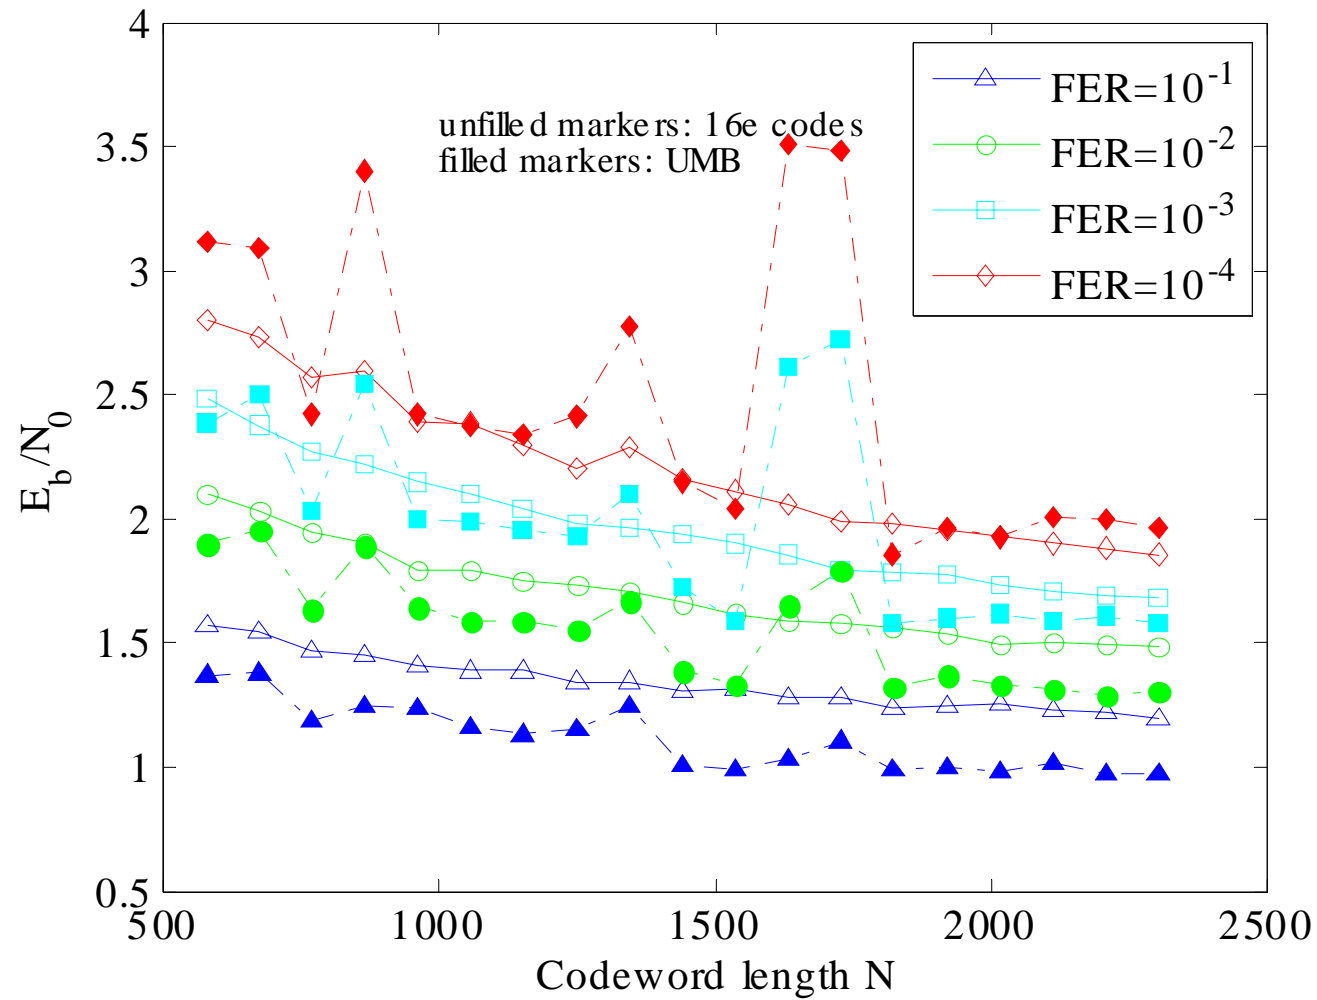 4
3.5
3
2.5
2
1.5
1
0.5
500
1000
1500
2000
2500
E_b/N_0
Codeword length N
unfilled markers: 16e codes
filled markers: UMB
FER=10^-1
FER=10^-2
FER=10^-3
FER=10^-4